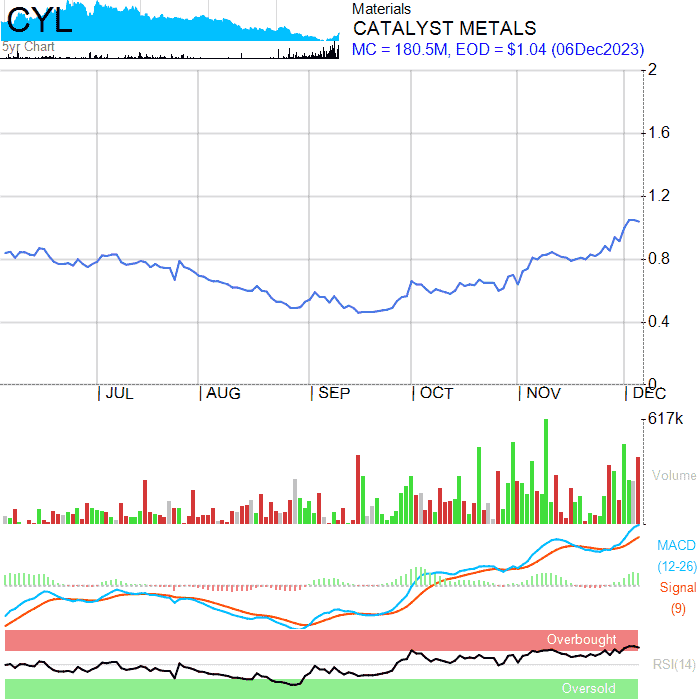 CYL
5yr Chart
Materials
CATALYST METALS
MC = 180.5M, EOD = $1.04 (06Dec2023)
2
1.6
1.2
0.8
0.4
0
| JUL | AUG | SEP | OCT | NOV | DEC
617k
Volume
MACD
(12-26)
Signal
(9)
Overbought
RSI(14)
Oversold